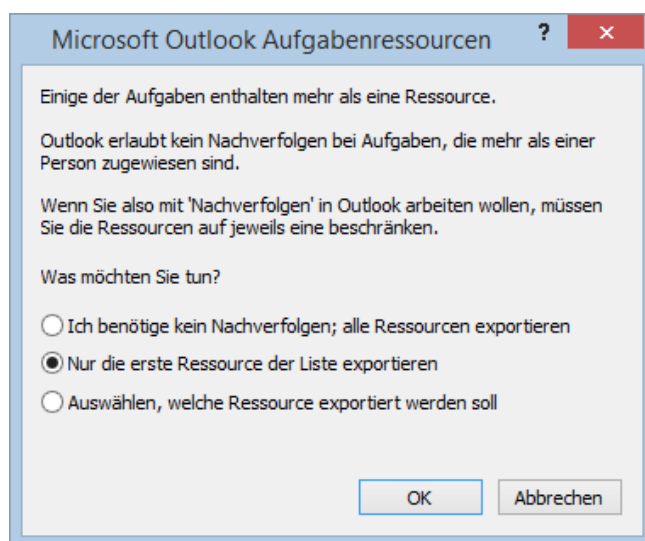 Microsoft Outlook Aufgabenressourcen ? ×
Einige der Aufgaben enthalten mehr als eine Ressource.
Outlook erlaubt kein Nachverfolgen bei Aufgaben, die mehr als einer
Person zugewiesen sind.
Wenn Sie also mit 'Nachverfolgen' in Outlook arbeiten wollen, müssen
Sie die Ressourcen auf jeweils eine beschränken.
Was möchten Sie tun?
Ich benötige kein Nachverfolgen; alle Ressourcen exportieren
Nur die erste Ressource der Liste exportieren
Auswählen, welche Ressource exportiert werden soll
OK Abbrechen